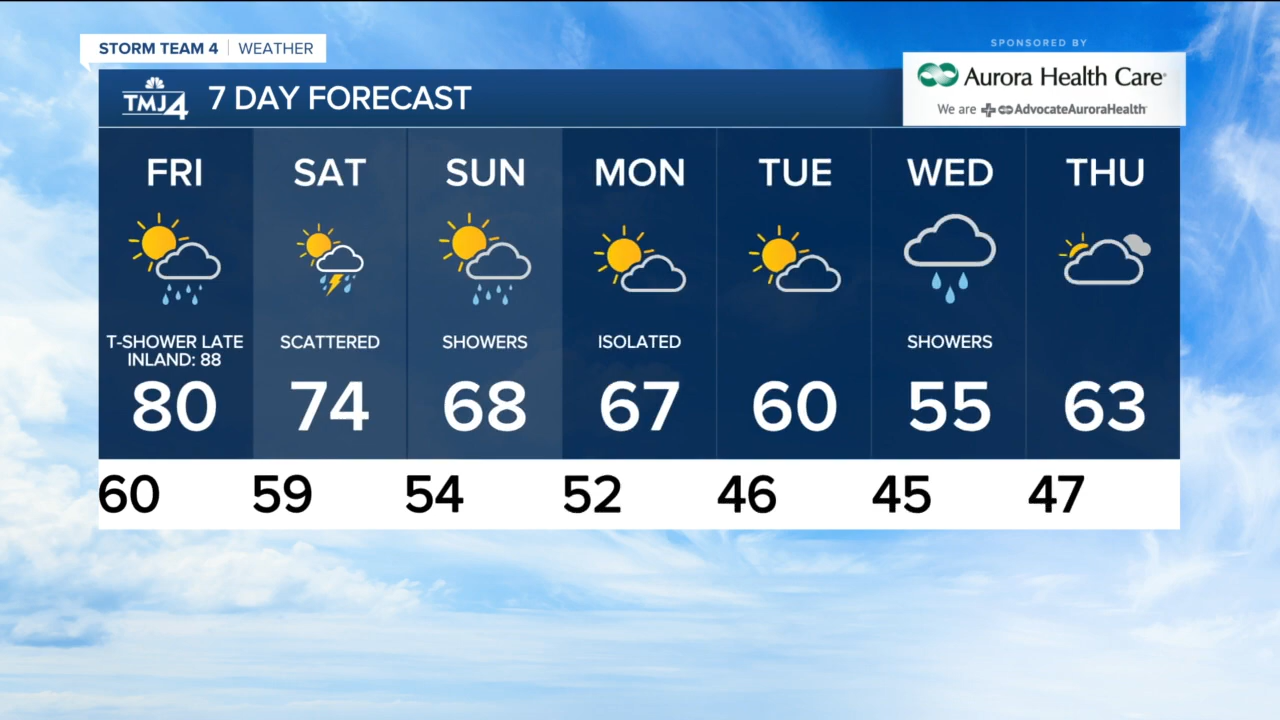 STORM TEAM 4 | WEATHER
SPONSORED BY
Aurora Health Care®
We are AdvocateAuroraHealth
TMJ4
7 DAY FORECAST
FRI SAT SUN MON TUE WED THU
T-SHOWER LATE SCATTERED SHOWERS ISOLATED SHOWERS
INLAND: 88
80 74 68 67 60 55 63
60 59 54 52 46 45 47